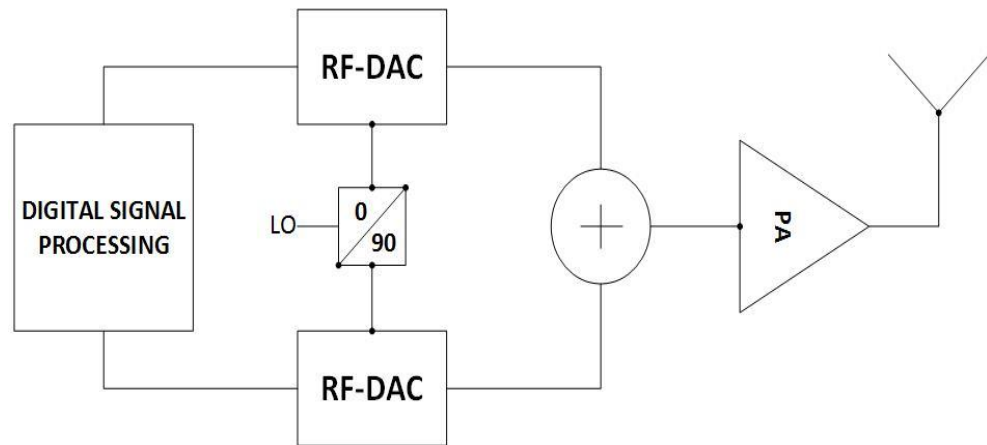 RF-DAC
DIGITAL SIGNAL
PROCESSING
LO
0
90
+
PA
RF-DAC